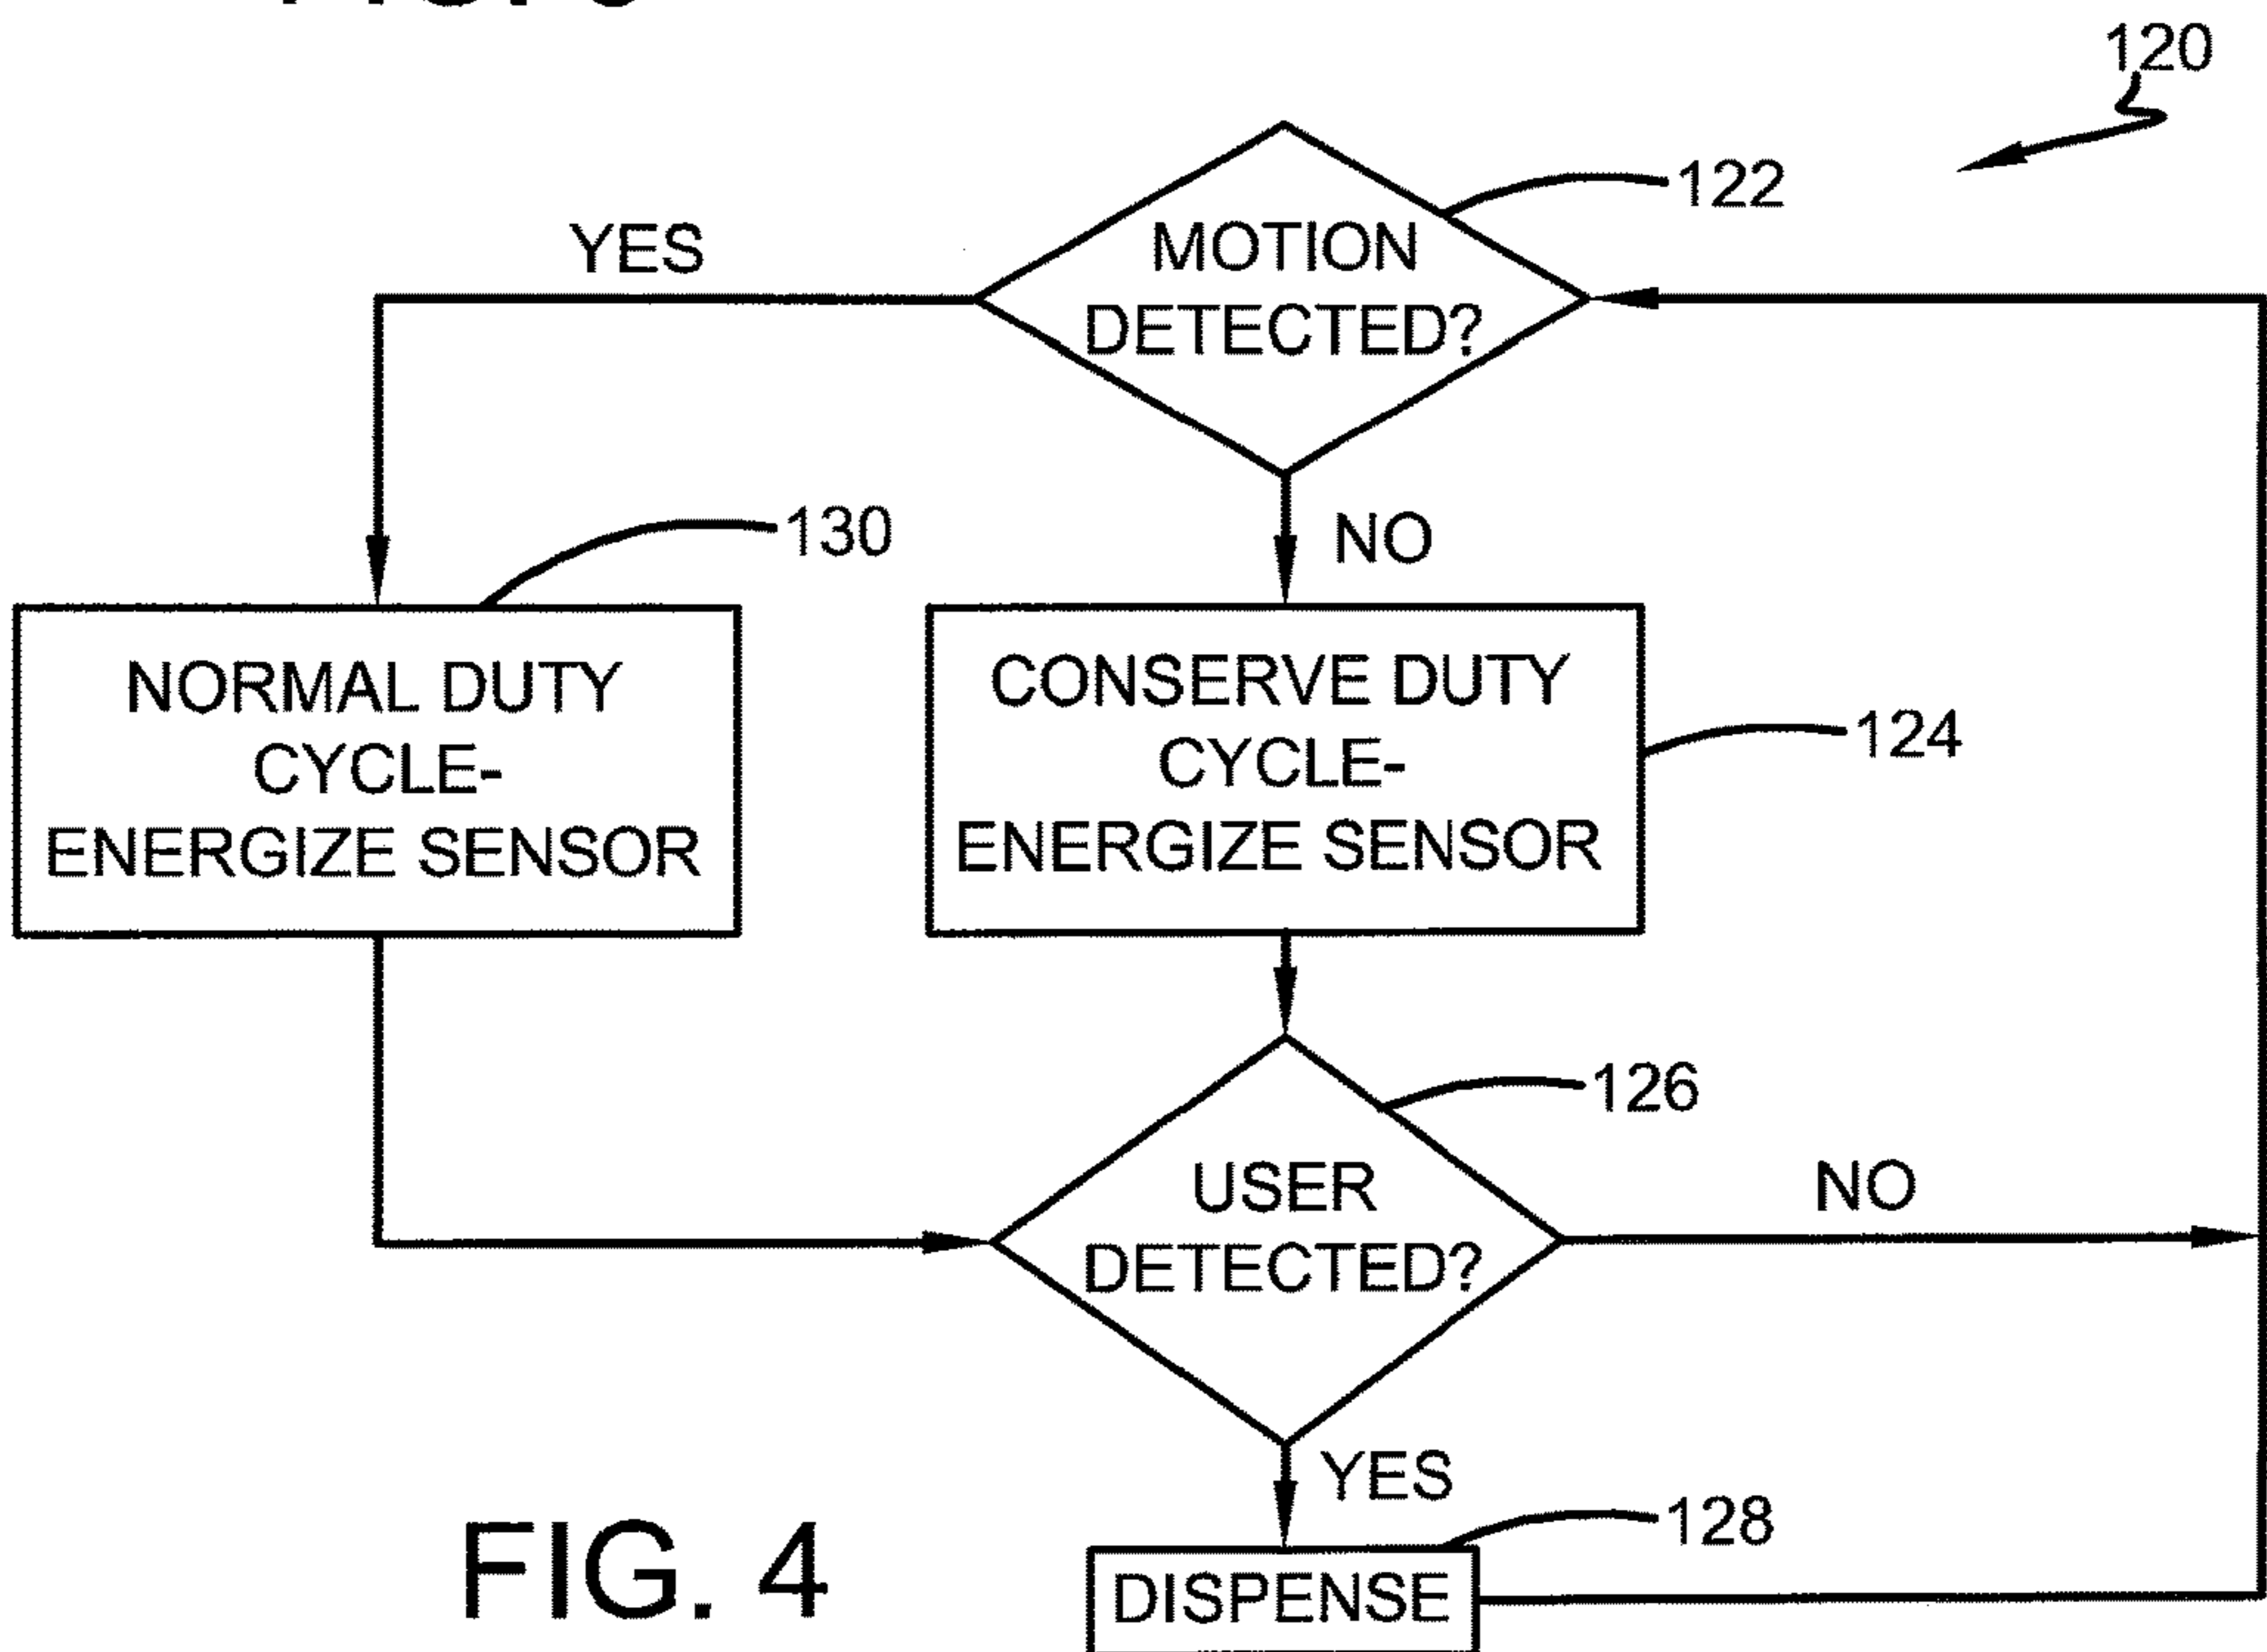 120
122
MOTION
DETECTED?
YES
NO
130
NORMAL DUTY
CYCLE-
ENERGIZE SENSOR
CONSERVE DUTY
CYCLE-
ENERGIZE SENSOR
124
126
USER
DETECTED?
NO
YES
128
DISPENSE
FIG. 4